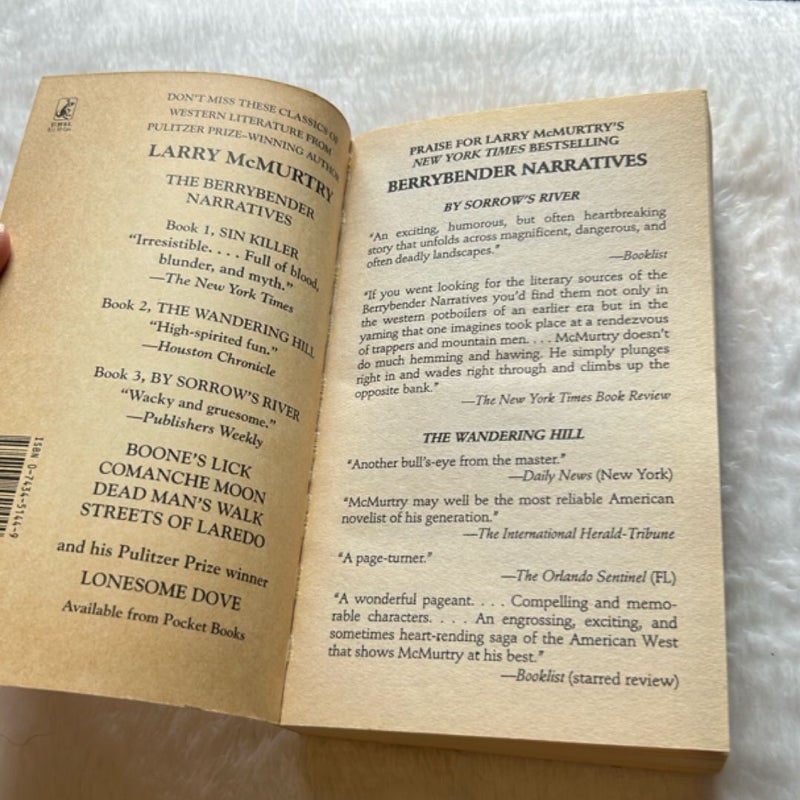 DON'T MISS THESE CLASSICS OF
WESTERN LITERATURE FROM
PULITZER PRIZE-WINNING AUTHOR
LARRY McMURTRY
THE BERRYBENDER
NARRATIVES
Book 1, SIN KILLER
"Irresistible. . . . Full of blood,
blunder, and myth."
—The New York Times
Book 2, THE WANDERING HILL
"High-spirited fun."
—Houston Chronicle
Book 3, BY SORROW'S RIVER
"Wacky and gruesome."
—Publishers Weekly
BOONE'S LICK
COMANCHE MOON
DEAD MAN'S WALK
STREETS OF LAREDO
and his Pulitzer Prize winner
LONESOME DOVE
Available from Pocket Books
ISBN 0-7434-5144-9
PRAISE FOR LARRY McMURTRY'S
NEW YORK TIMES BESTSELLING
BERRYBENDER NARRATIVES
BY SORROW'S RIVER
"An exciting, humorous, but often heartbreaking
story that unfolds across magnificent, dangerous, and
often deadly landscapes."
—Booklist
"If you went looking for the literary sources of the
Berrybender Narratives you'd find them not only in
the western potboilers of an earlier era but in the
yarning that one imagines took place at a rendezvous
of trappers and mountain men. . . . McMurtry doesn't
do much hemming and hawing. He simply plunges
right in and wades right through and climbs up the
opposite bank."
—The New York Times Book Review
THE WANDERING HILL
"Another bull's-eye from the master."
—Daily News (New York)
"McMurtry may well be the most reliable American
novelist of his generation."
—The International Herald-Tribune
"A page-turner."
—The Orlando Sentinel (FL)
"A wonderful pageant. . . . Compelling and memo-
rable characters. . . . An engrossing, exciting, and
sometimes heart-rending saga of the American West
that shows McMurtry at his best."
—Booklist (starred review)